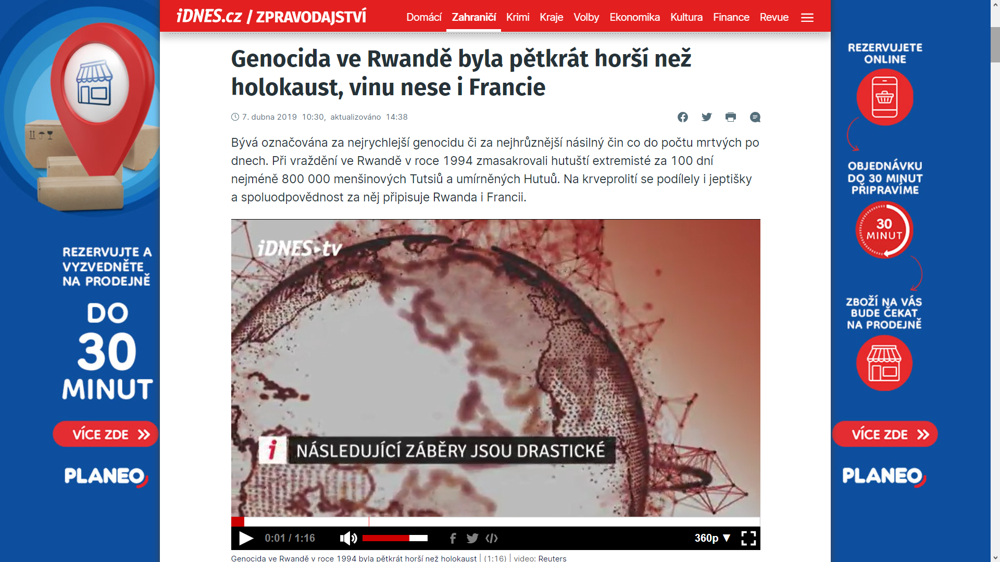 iDNES.cz / ZPRAVODAJSTVÍ
Domácí Zahraničí Krimi Kraje Volby Ekonomika Kultura Finance Revue
Genocida ve Rwandě byla pětkrát horší než
holokaust, vinu nese i Francie
7. dubna 2019 10:30, aktualizováno 14:38
Bývá označována za nejrychlejší genocidu či za nejhrůznější násilný čin co do počtu mrtvých po
dnech. Při vraždění ve Rwandě v roce 1994 zmasakrovali hutuští extremisté za 100 dní
nejméně 800 000 menšinových Tutsiů a umírněných Hutuů. Na krveprolití se podílely i jeptišky
a spoluodpovědnost za něj připisuje Rwanda i Francii.
iDNES tv
i NÁSLEDUJÍCÍ ZÁBĚRY JSOU DRASTICKÉ
0:01 / 1:16
360p
Genocida ve Rwandě v roce 1994 byla pětkrát horší než holokaust | (1:16) | video: Reuters
REZERVUJTE A
VYZVEDNĚTE
NA PRODEJNĚ
DO
30
MINUT
VÍCE ZDE
PLANEO
REZERVUJETE
ONLINE
OBJEDNÁVKU
DO 30 MINUT
PŘIPRAVÍME
30
MINUT
ZBOŽÍ NA VÁS
BUDE ČEKAT
NA PRODEJNĚ
VÍCE ZDE
PLANEO